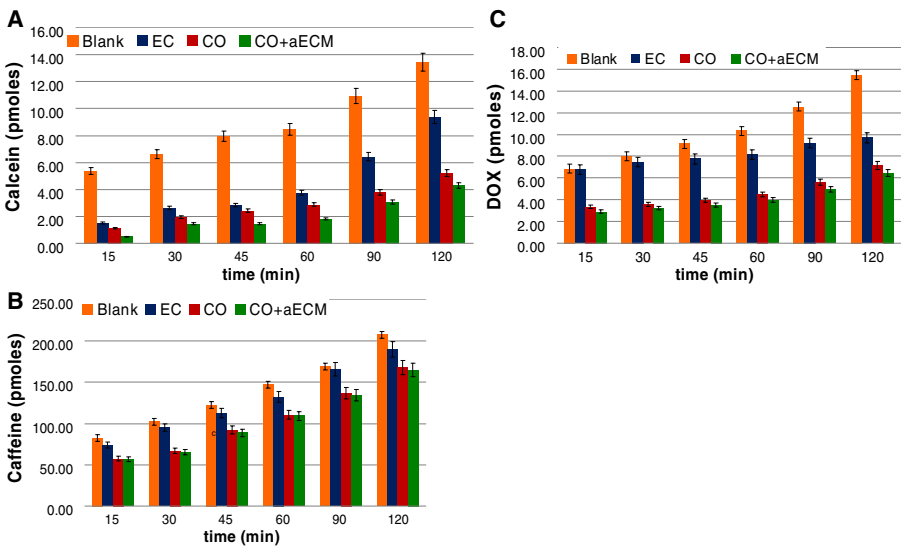 A
16.00
Blank EC CO CO+aECM
14.00
12.00
10.00
8.00
6.00
4.00
2.00
0.00
Calcein (pmoles)
15 30 45 60 90 120
time (min)
C
18.00
Blank EC CO CO+aECM
16.00
14.00
12.00
10.00
8.00
6.00
4.00
2.00
0.00
DOX (pmoles)
15 30 45 60 90 120
time (min)
B
250.00
Blank EC CO CO+aECM
200.00
150.00
100.00
50.00
0.00
Caffeine (pmoles)
c
15 30 45 60 90 120
time (min)